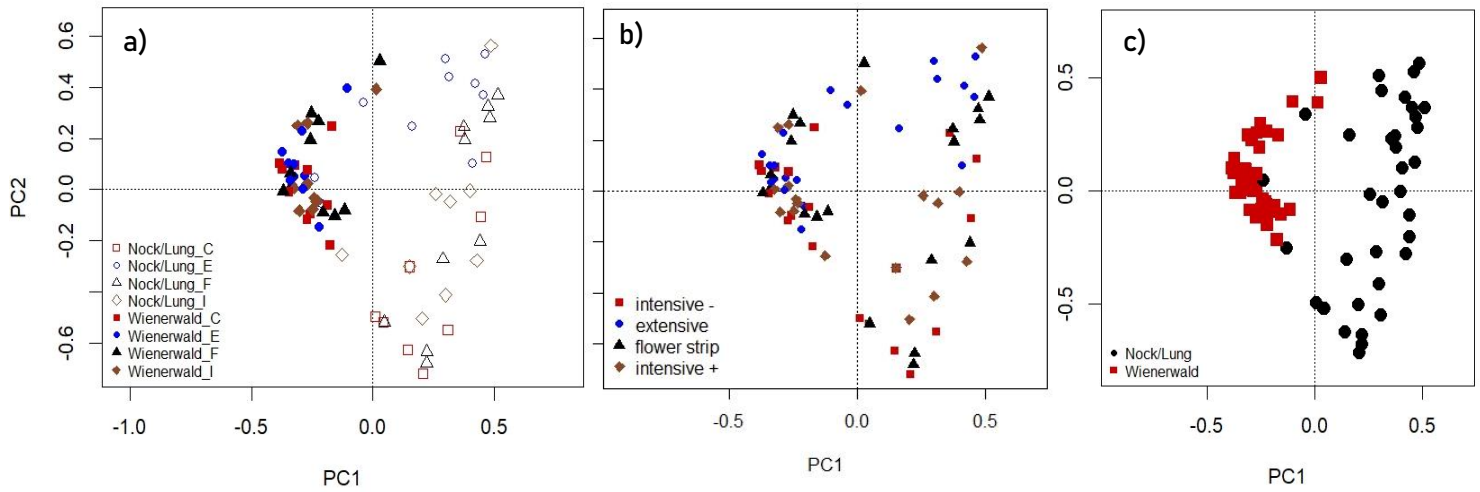 a)
0.6
0.4
0.2
0.0
-0.2
-0.6
PC2
Nock/Lung_C
Nock/Lung_E
Nock/Lung_F
Nock/Lung_I
Wienerwald_C
Wienerwald_E
Wienerwald_F
Wienerwald_I
-1.0 -0.5 0.0 0.5
PC1
b)
intensive -
extensive
flower strip
intensive +
-0.5 0.0 0.5
PC1
c)
0.5
0.0
-0.5
Nock/Lung
Wienerwald
-0.5 0.0 0.5
PC1